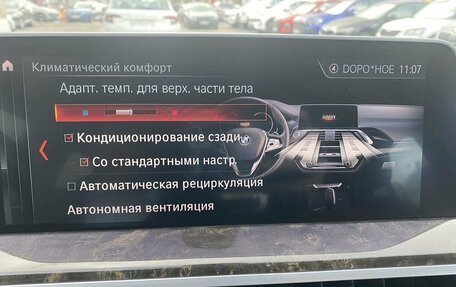 Климатический комфорт
DOPO*HOE 11:07
Адапт. темп. для верх. части тела
Кондиционирование сзади
Со стандартными настр.
Автоматическая рециркуляция
Автономная вентиляция